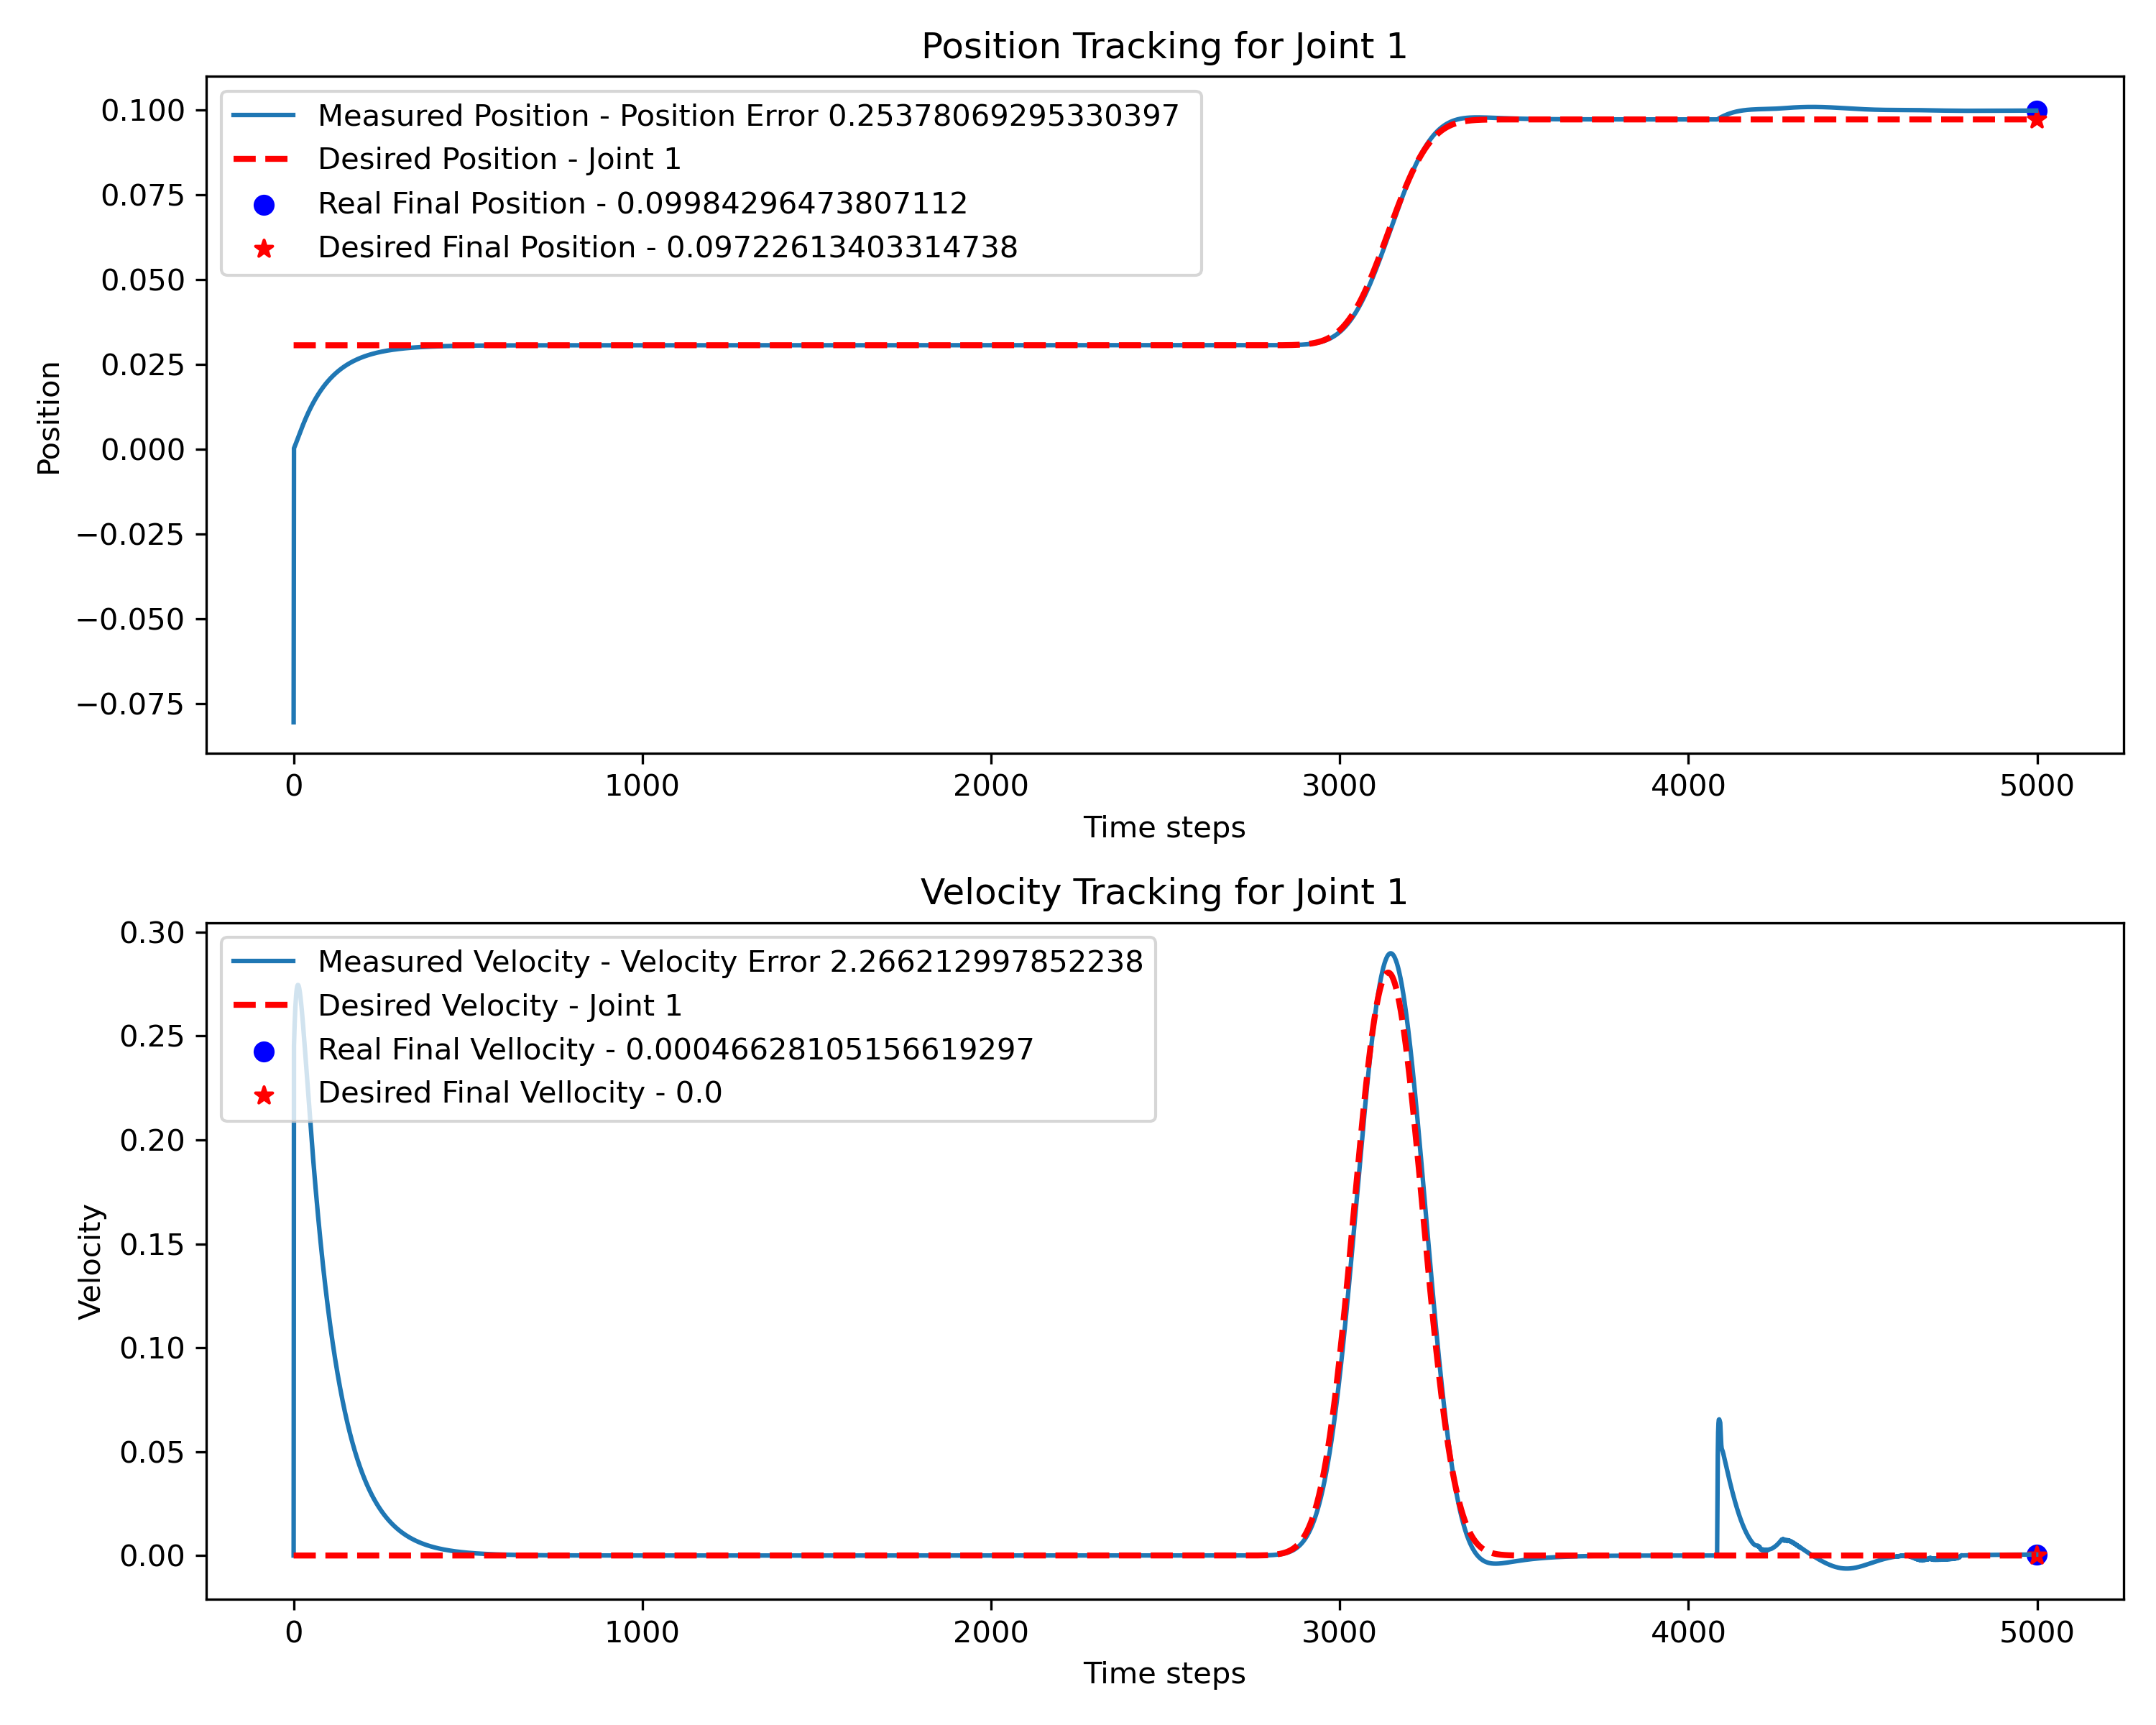 Position Tracking for Joint 1
Measured Position - Position Error 0.25378069295330397
Desired Position - Joint 1
Real Final Position - 0.09984296473807112
Desired Final Position - 0.09722613403314738
0.100
0.075
0.050
0.025
0.000
−0.025
−0.050
−0.075
Position
0 1000 2000 3000 4000 5000
Time steps
Velocity Tracking for Joint 1
Measured Velocity - Velocity Error 2.266212997852238
Desired Velocity - Joint 1
Real Final Vellocity - 0.00046628105156619297
Desired Final Vellocity - 0.0
0.30
0.25
0.20
0.15
0.10
0.05
0.00
Velocity
0 1000 2000 3000 4000 5000
Time steps